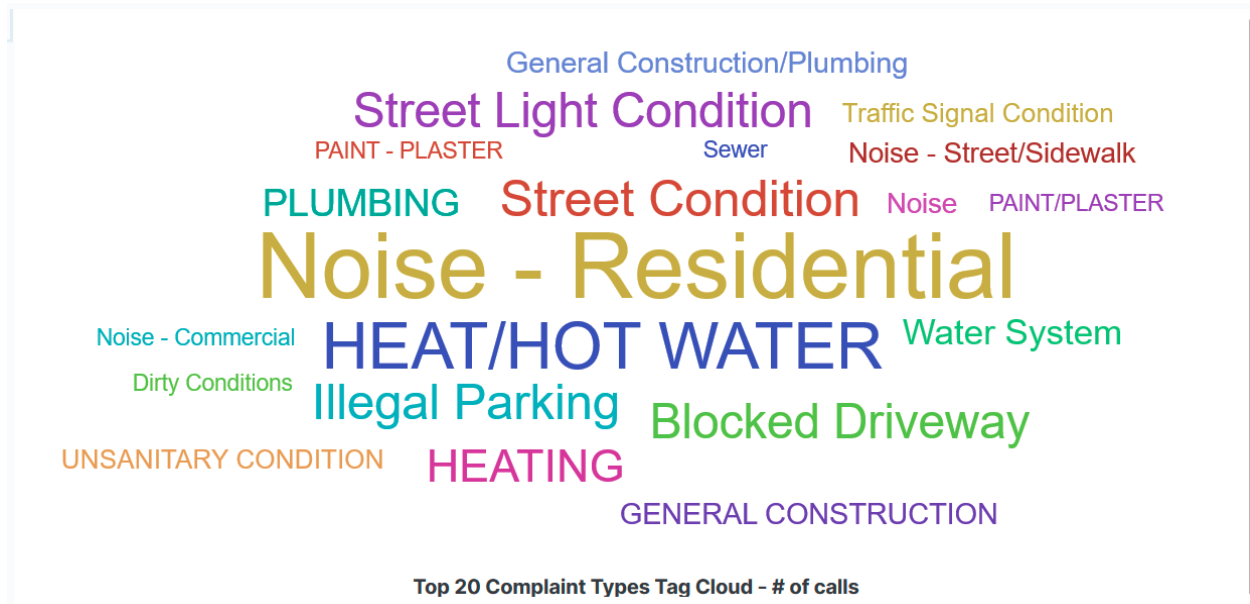 General Construction/Plumbing
Street Light Condition
Traffic Signal Condition
PAINT - PLASTER
Sewer
Noise - Street/Sidewalk
PLUMBING
Street Condition
Noise
PAINT/PLASTER
Noise - Residential
Noise - Commercial
HEAT/HOT WATER
Water System
Dirty Conditions
Illegal Parking
Blocked Driveway
UNSANITARY CONDITION
HEATING
GENERAL CONSTRUCTION
Top 20 Complaint Types Tag Cloud - # of calls